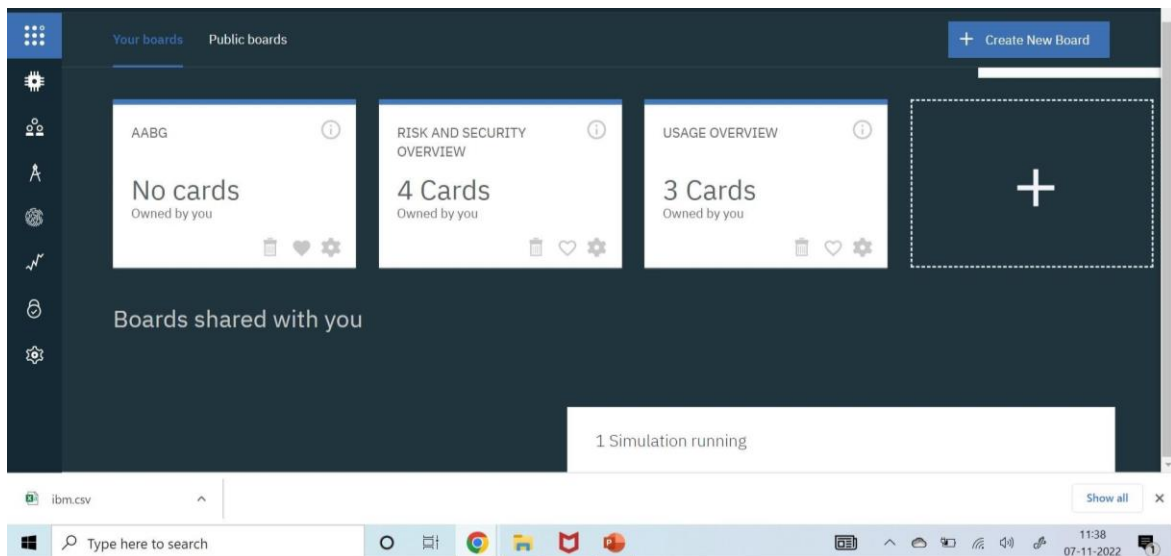 Your boards Public boards
+ Create New Board
AABG
No cards
Owned by you
RISK AND SECURITY
OVERVIEW
4 Cards
Owned by you
USAGE OVERVIEW
3 Cards
Owned by you
Boards shared with you
1 Simulation running
ibm.csv
Show all
Type here to search
11:38
07-11-2022